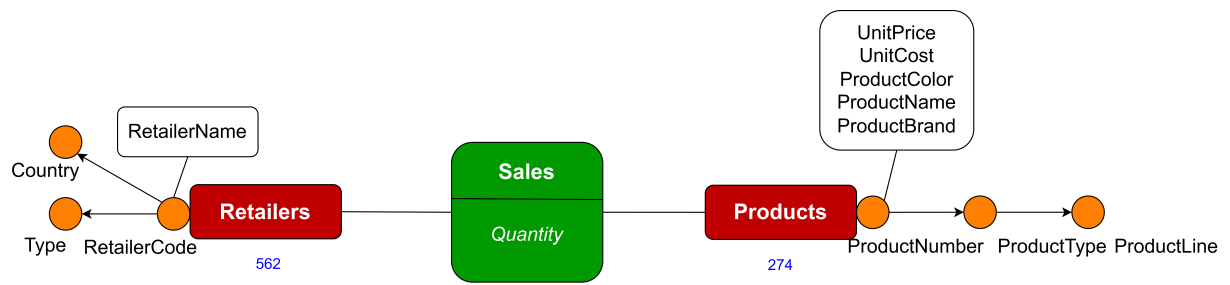 UnitPrice
UnitCost
ProductColor
ProductName
ProductBrand
RetailerName
Country
Sales
Retailers
Products
Quantity
Type
RetailerCode
ProductNumber
ProductType
ProductLine
562
274